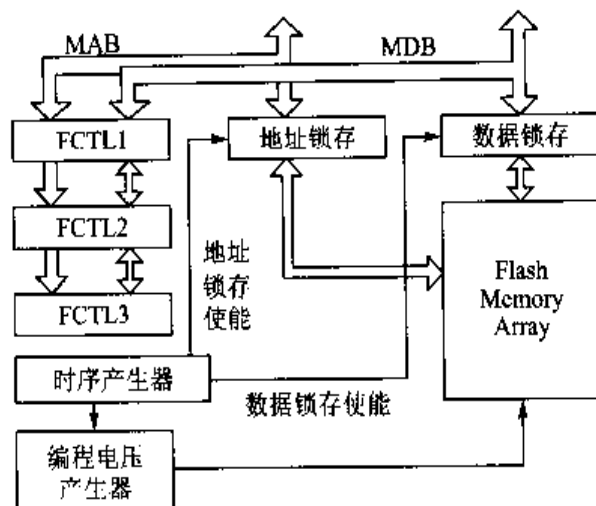 MAB
MDB
FCTL1
地址锁存
数据锁存
FCTL2
地址
锁存
使能
Flash
Memory
Array
FCTL3
时序产生器
数据锁存使能
编程电压
产生器